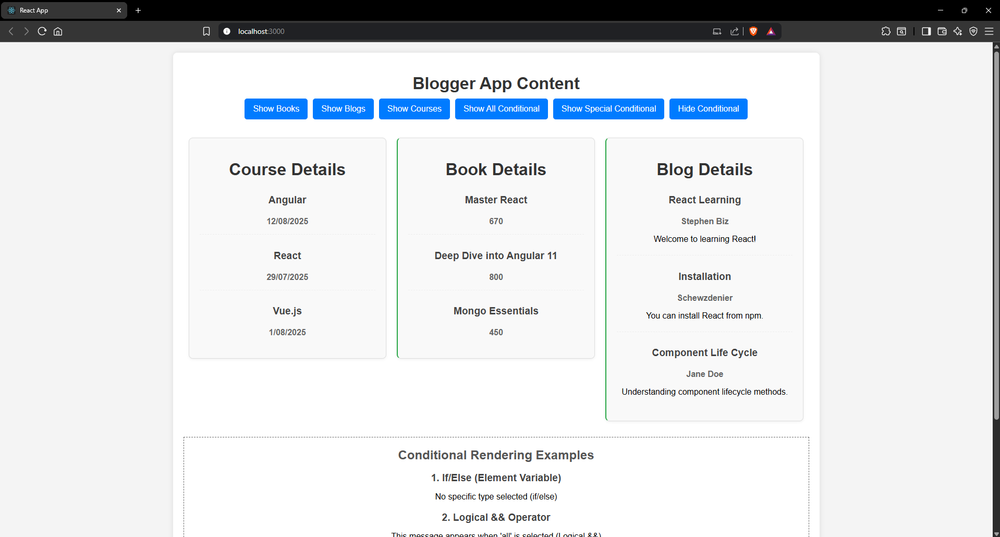 React App
localhost:3000
Blogger App Content
Show Books
Show Blogs
Show Courses
Show All Conditional
Show Special Conditional
Hide Conditional
Course Details
Angular
12/08/2025
React
29/07/2025
Vue.js
1/08/2025
Book Details
Master React
670
Deep Dive into Angular 11
800
Mongo Essentials
450
Blog Details
React Learning
Stephen Biz
Welcome to learning React!
Installation
Schewzdenier
You can install React from npm.
Component Life Cycle
Jane Doe
Understanding component lifecycle methods.
Conditional Rendering Examples
1. If/Else (Element Variable)
No specific type selected (if/else)
2. Logical && Operator
This message appears when 'all' is selected (Logical &&)